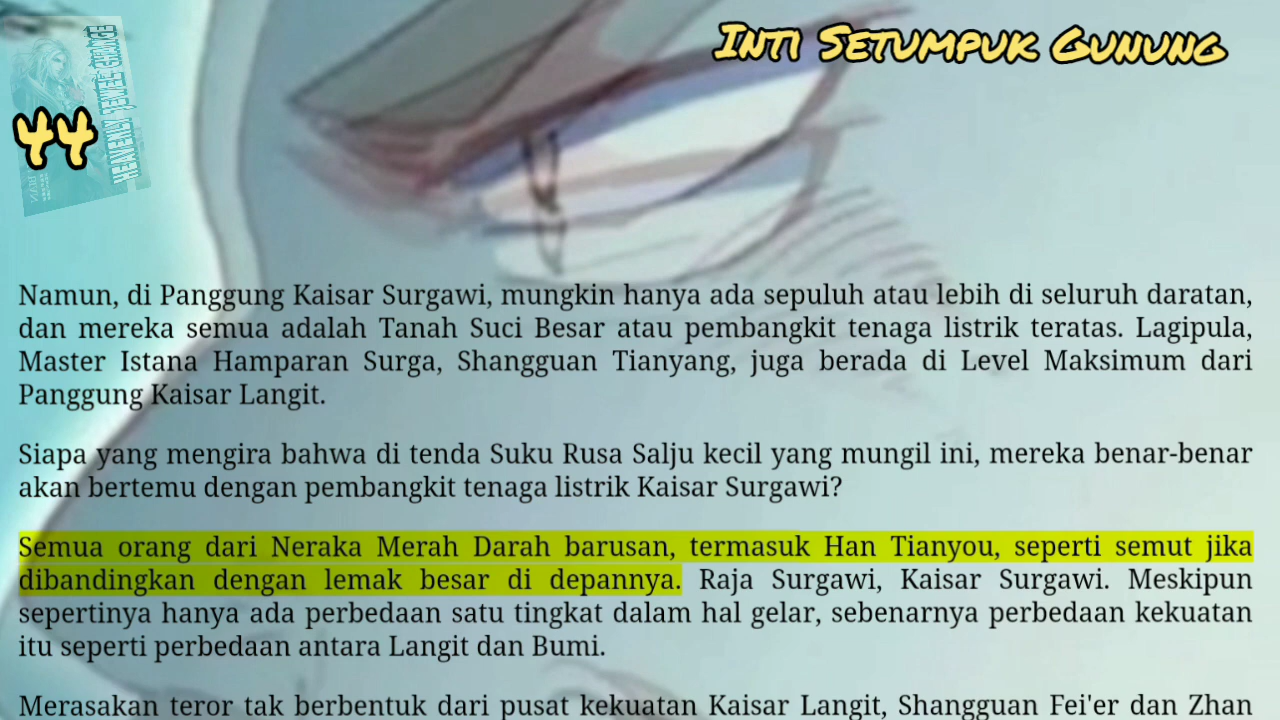 Inti Setumpuk Gunung
44
HEAVENLY JEWEL
Namun, di Panggung Kaisar Surgawi, mungkin hanya ada sepuluh atau lebih di seluruh daratan,
dan mereka semua adalah Tanah Suci Besar atau pembangkit tenaga listrik teratas. Lagipula,
Master Istana Hamparan Surga, Shangguan Tianyang, juga berada di Level Maksimum dari
Panggung Kaisar Langit.
Siapa yang mengira bahwa di tenda Suku Rusa Salju kecil yang mungil ini, mereka benar-benar
akan bertemu dengan pembangkit tenaga listrik Kaisar Surgawi?
Semua orang dari Neraka Merah Darah barusan, termasuk Han Tianyou, seperti semut jika
dibandingkan dengan lemak besar di depannya. Raja Surgawi, Kaisar Surgawi. Meskipun
sepertinya hanya ada perbedaan satu tingkat dalam hal gelar, sebenarnya perbedaan kekuatan
itu seperti perbedaan antara Langit dan Bumi.
Merasakan teror tak berbentuk dari pusat kekuatan Kaisar Langit, Shangguan Fei'er dan Zhan